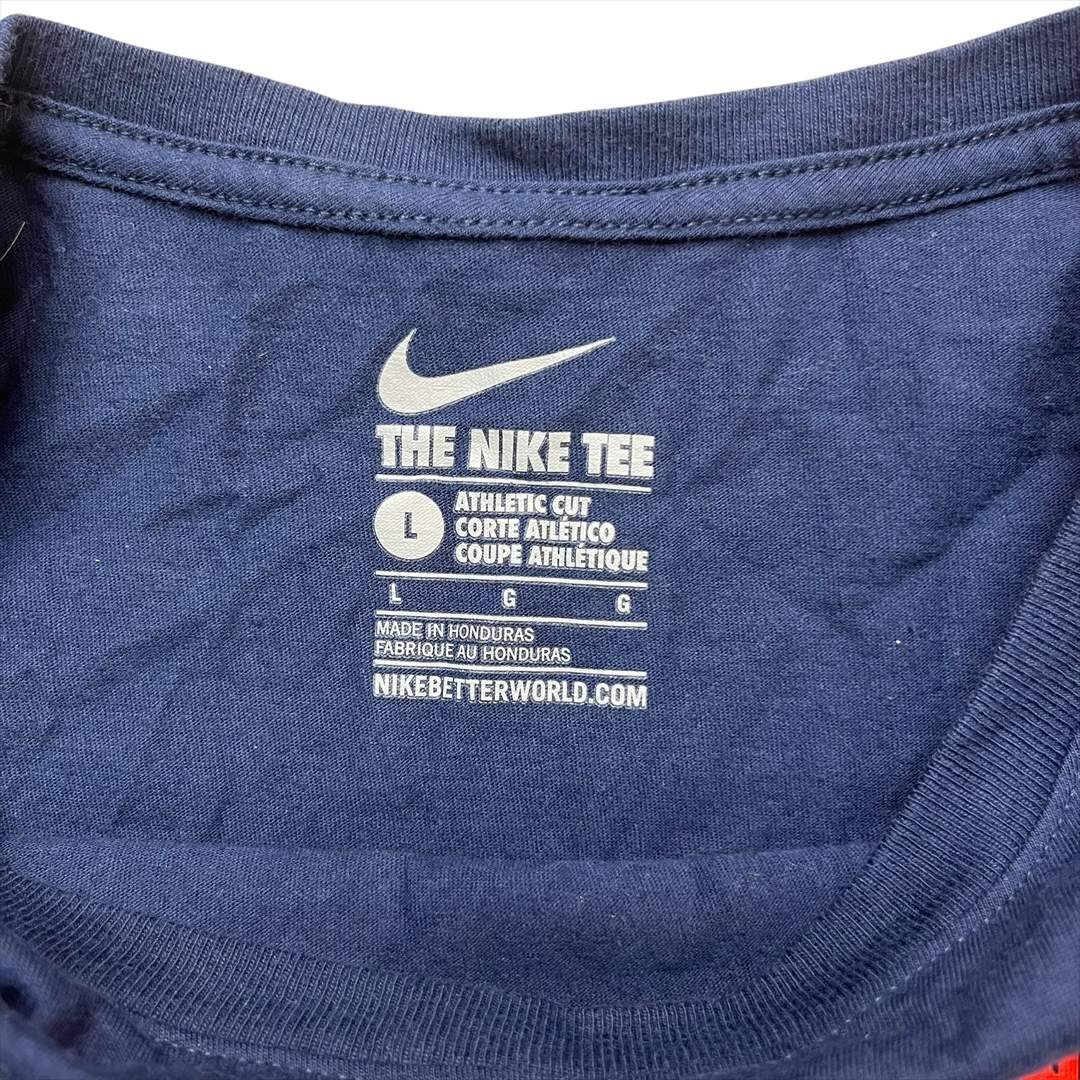 THE NIKE TEE
L
ATHLETIC CUT
CORTE ATLÉTICO
COUPE ATHLÉTIQUE
L G G
MADE IN HONDURAS
FABRIQUE AU HONDURAS
NIKEBETTERWORLD.COM